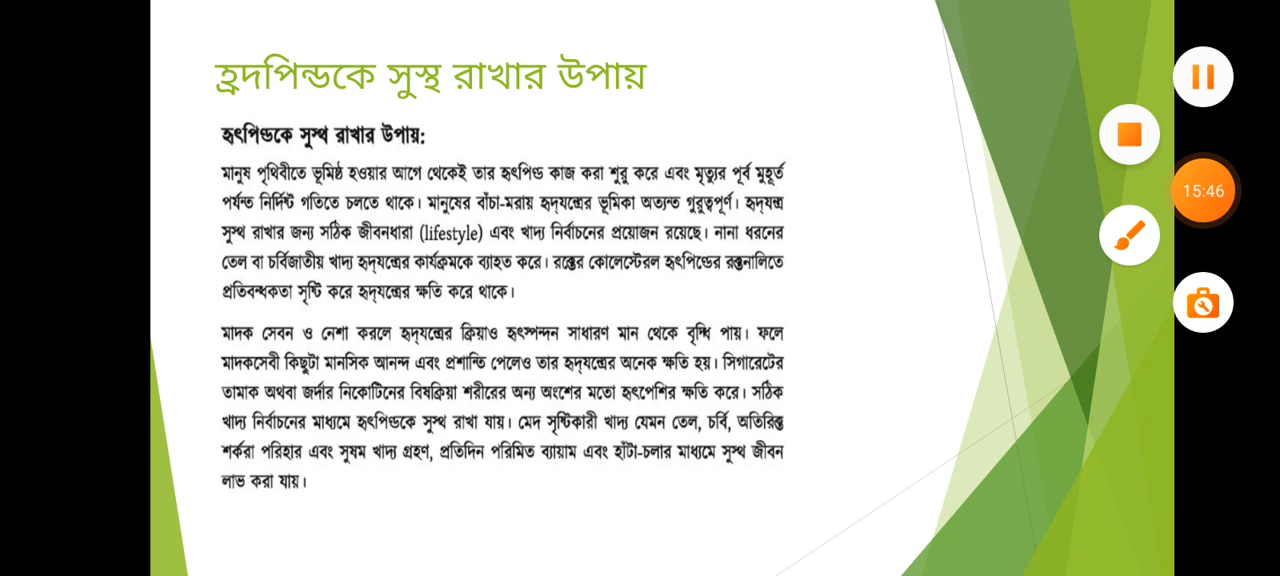 হ্রদপিন্ডকে সুস্থ রাখার উপায়
হৃৎপিণ্ডকে সুস্থ রাখার উপায়:
মানুষ পৃথিবীতে ভূমিষ্ঠ হওয়ার আগে থেকেই তার হৃৎপিণ্ড কাজ করা শুরু করে এবং মৃত্যুর পূর্ব মুহূর্ত
পর্যন্ত নির্দিষ্ট গতিতে চলতে থাকে। মানুষের বাঁচা-মরায় হৃদ্‌যন্ত্রের ভূমিকা অত্যন্ত গুরুত্বপূর্ণ। হৃদ্‌যন্ত্র
সুস্থ রাখার জন্য সঠিক জীবনধারা (lifestyle) এবং খাদ্য নির্বাচনের প্রয়োজন রয়েছে। নানা ধরনের
তেল বা চর্বিজাতীয় খাদ্য হৃদ্‌যন্ত্রের কার্যক্রমকে ব্যাহত করে। রক্তের কোলেস্টেরল হৃৎপিণ্ডের রক্তনালিতে
প্রতিবন্ধকতা সৃষ্টি করে হৃদ্‌যন্ত্রের ক্ষতি করে থাকে।
মাদক সেবন ও নেশা করলে হৃদ্‌যন্ত্রের ক্রিয়াও হৃৎস্পন্দন সাধারণ মান থেকে বৃদ্ধি পায়। ফলে
মাদকসেবী কিছুটা মানসিক আনন্দ এবং প্রশান্তি পেলেও তার হৃদ্‌যন্ত্রের অনেক ক্ষতি হয়। সিগারেটের
তামাক অথবা জর্দার নিকোটিনের বিষক্রিয়া শরীরের অন্য অংশের মতো হৃৎপেশির ক্ষতি করে। সঠিক
খাদ্য নির্বাচনের মাধ্যমে হৃৎপিণ্ডকে সুস্থ রাখা যায়। মেদ সৃষ্টিকারী খাদ্য যেমন তেল, চর্বি, অতিরিক্ত
শর্করা পরিহার এবং সুষম খাদ্য গ্রহণ, প্রতিদিন পরিমিত ব্যায়াম এবং হাঁটা-চলার মাধ্যমে সুস্থ জীবন
লাভ করা যায়।
15:46